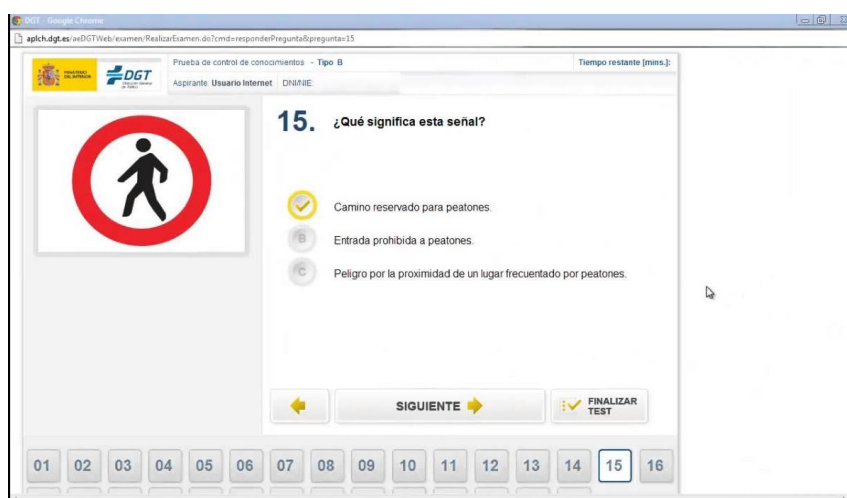 DGT - Google Chrome
aplch.dgt.es/aeDGTWeb/examen/RealizarExamen.do?cmd=responderPregunta&pregunta=15
MINISTERIO DEL INTERIOR
DGT
Prueba de control de conocimientos - Tipo B
Tiempo restante [mins.]:
Aspirante: Usuario Internet DNI/NIE:
15. ¿Qué significa esta señal?
Camino reservado para peatones.
B Entrada prohibida a peatones.
C Peligro por la proximidad de un lugar frecuentado por peatones.
SIGUIENTE
FINALIZAR
TEST
01 02 03 04 05 06 07 08 09 10 11 12 13 14 15 16